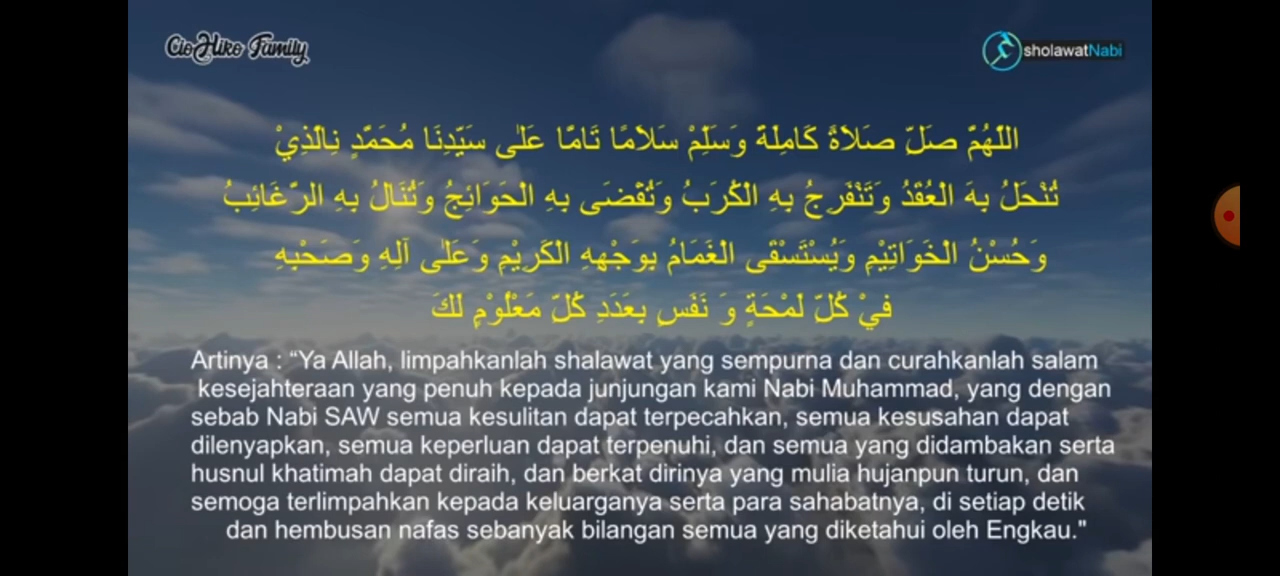 Cio Hiko Family
sholawatNabi
اللّٰهُمَّ صَلِّ صَلاَةً كَامِلَةً وَسَلِّمْ سَلاَمًا تَامًّا عَلٰى سَيِّدِنَا مُحَمَّدٍ نِالَّذِيْ
تُنْحَلُ بِهَ الْعُقَدُ وَتَنْفَرِجُ بِهِ الْكُرَبُ وَتُقْضَى بِهِ الْحَوَائِجُ وَتُنَالُ بِهِ الرَّغَائِبُ
وَحُسْنُ الْخَوَاتِيْمِ وَيُسْتَسْقَى الْغَمَامُ بِوَجْهِهِ الْكَرِيْمِ وَعَلٰى آلِهِ وَصَحْبِهِ
فِيْ كُلِّ لَمْحَةٍ وَ نَفَسٍ بِعَدَدِ كُلِّ مَعْلُوْمٍ لَكَ
Artinya : “Ya Allah, limpahkanlah shalawat yang sempurna dan curahkanlah salam
kesejahteraan yang penuh kepada junjungan kami Nabi Muhammad, yang dengan
sebab Nabi SAW semua kesulitan dapat terpecahkan, semua kesusahan dapat
dilenyapkan, semua keperluan dapat terpenuhi, dan semua yang didambakan serta
husnul khatimah dapat diraih, dan berkat dirinya yang mulia hujanpun turun, dan
semoga terlimpahkan kepada keluarganya serta para sahabatnya, di setiap detik
dan hembusan nafas sebanyak bilangan semua yang diketahui oleh Engkau."